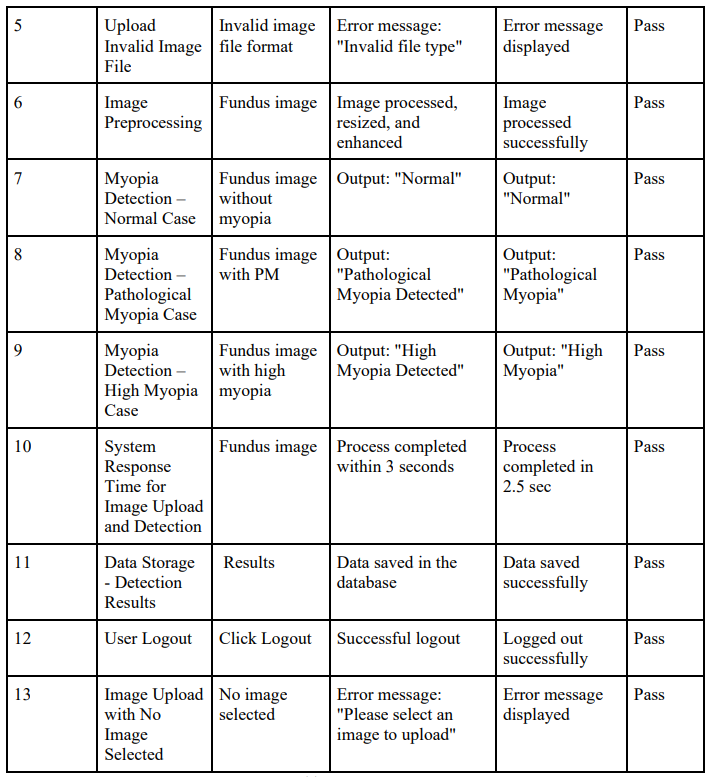 5 Upload Invalid image Error message: Error message Pass
Invalid Image file format "Invalid file type" displayed
File
6 Image Fundus image Image processed, Image Pass
Preprocessing resized, and processed
enhanced successfully
7 Myopia Fundus image Output: "Normal" Output: Pass
Detection – without "Normal"
Normal Case myopia
8 Myopia Fundus image Output: Output: Pass
Detection – with PM "Pathological "Pathological
Pathological Myopia Detected" Myopia"
Myopia Case
9 Myopia Fundus image Output: "High Output: "High Pass
Detection – with high Myopia Detected" Myopia"
High Myopia myopia
Case
10 System Fundus image Process completed Process Pass
Response within 3 seconds completed in
Time for 2.5 sec
Image Upload
and Detection
11 Data Storage Results Data saved in the Data saved Pass
- Detection database successfully
Results
12 User Logout Click Logout Successful logout Logged out Pass
successfully
13 Image Upload No image Error message: Error message Pass
with No selected "Please select an displayed
Image image to upload"
Selected